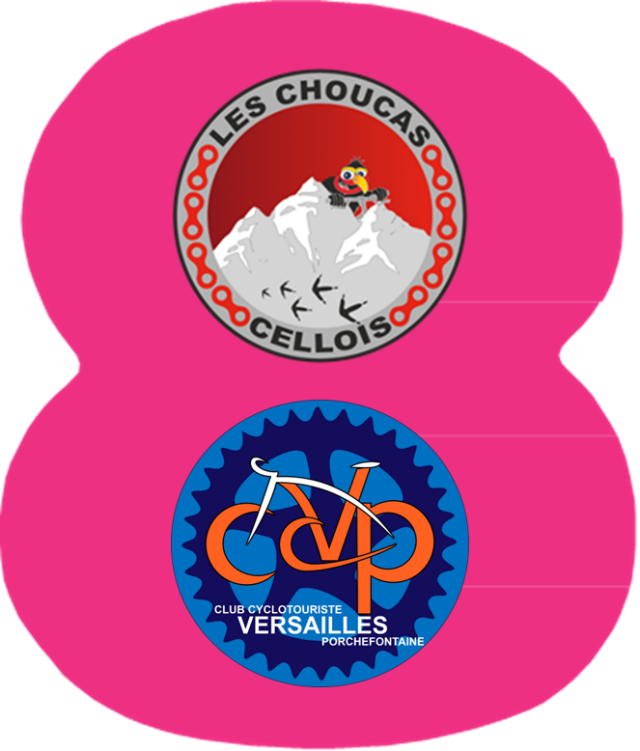 LES CHOUCAS
CELLOIS
ccvp
CLUB CYCLOTOURISTE
VERSAILLES
PORCHEFONTAINE